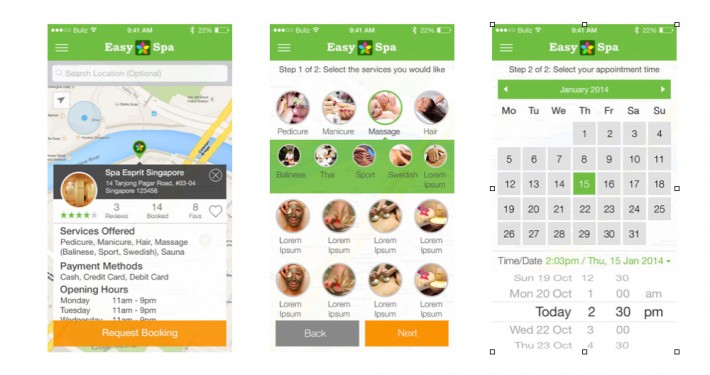 Bulz
9:41 AM
22%
Easy Spa
Search Location (Optional)
Spa Esprit Singapore
14 Tanjong Pagar Road, #03-04
Singapore 123456
3 14 8
Reviews Booked Favs
Services Offered
Pedicure, Manicure, Hair, Massage
(Balinese, Sport, Swedish), Sauna
Payment Methods
Cash, Credit Card, Debit Card
Opening Hours
Monday 11am - 9pm
Tuesday 11am - 9pm
Wednesday 11am - 9pm
Request Booking
Bulz
9:41 AM
22%
Easy Spa
Step 1 of 2: Select the services you would like
Pedicure Manicure Massage Hair
Balinese Thai Sport Swedish Lorem
Ipsum
Lorem Lorem Lorem Lorem
Ipsum Ipsum Ipsum Ipsum
Lorem Lorem Lorem Lorem
Ipsum Ipsum Ipsum Ipsum
Back Next
Bulz
9:41 AM
22%
Easy Spa
Step 2 of 2: Select your appointment time
January 2014
Mo Tu We Th Fr Sa Su
1 2 3 4
5 6 7 8 9 10 11
12 13 14 15 16 17 18
19 20 21 22 23 24 25
26 27 28 29 30 31
Time/Date 2:03pm / Thu, 15 Jan 2014
Sun 19 Oct 12 30
Mon 20 Oct 1 00 am
Today 2 30 pm
Wed 22 Oct 3 00
Thu 23 Oct 4 30